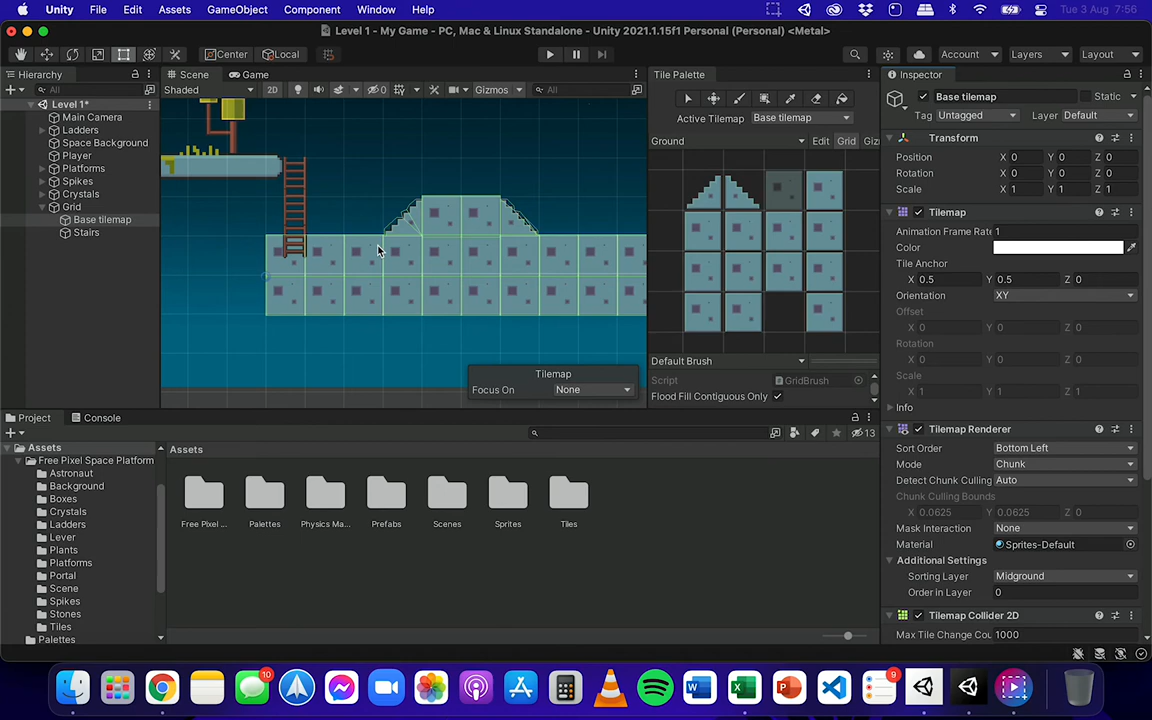 Unity File Edit Assets GameObject Component Window Help Tue 3 Aug 7:56
Level 1 - My Game - PC, Mac & Linux Standalone - Unity 2021.1.15f1 Personal (Personal) <Metal>
Center Local Account Layers Layout
Hierarchy Scene Game Tile Palette Inspector
All Shaded 2D 0 Gizmos All
Base tilemap Static
Level 1*
Main Camera
Ladders
Space Background
Player
Platforms
Spikes
Crystals
Grid
Base tilemap
Stairs
Tilemap
Focus On None
Active Tilemap Base tilemap
Ground Edit Grid Giz
Default Brush
Script GridBrush
Flood Fill Contiguous Only
Tag Untagged Layer Default
Transform
Position X 0 Y 0 Z 0
Rotation X 0 Y 0 Z 0
Scale X 1 Y 1 Z 1
Tilemap
Animation Frame Rate 1
Color
Tile Anchor
X 0.5 Y 0.5 Z 0
Orientation XY
Offset
X 0 Y 0 Z 0
Rotation
X 0 Y 0 Z 0
Scale
X 1 Y 1 Z 1
Info
Tilemap Renderer
Sort Order Bottom Left
Mode Chunk
Detect Chunk Culling Auto
Chunk Culling Bounds
X 0.0625 Y 0.0625 Z 0
Mask Interaction None
Material Sprites-Default
Additional Settings
Sorting Layer Midground
Order in Layer 0
Tilemap Collider 2D
Max Tile Change Cou 1000
Project Console
13
Assets
Free Pixel Space Platform
Astronaut
Background
Boxes
Crystals
Ladders
Lever
Plants
Platforms
Portal
Scene
Spikes
Stones
Tiles
Palettes
Assets
Free Pixel ... Palettes Physics Ma... Prefabs Scenes Sprites Tiles
10
9